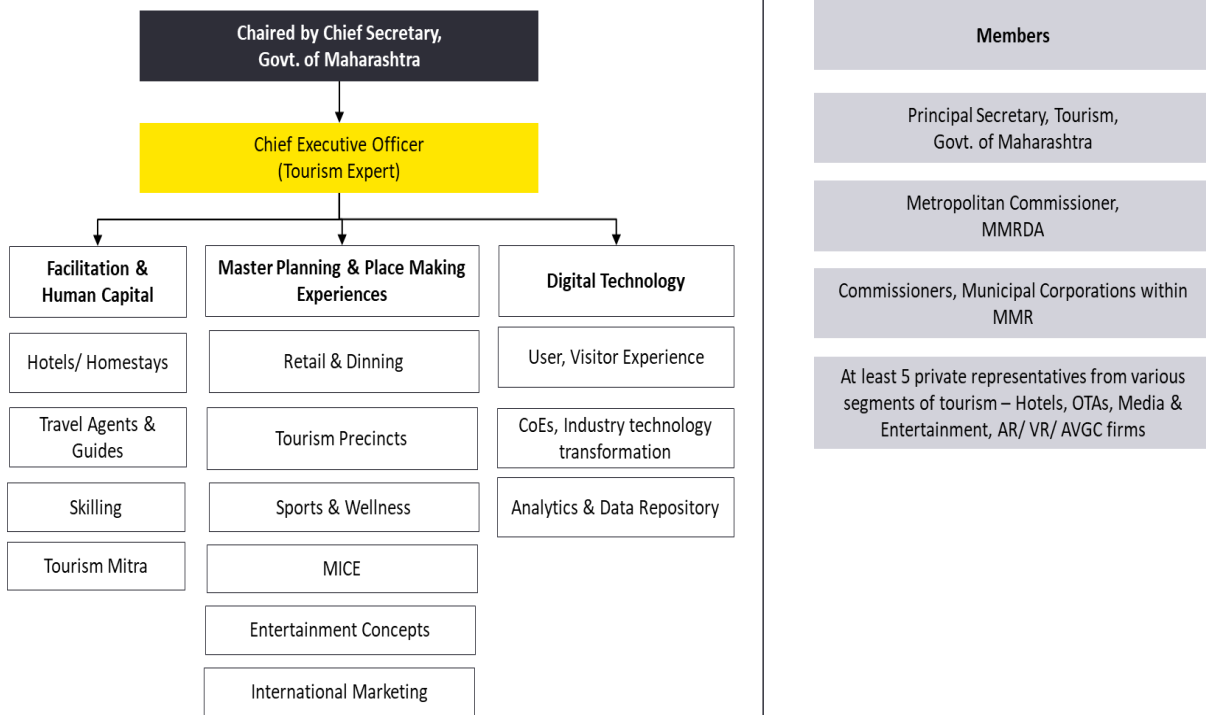 Chaired by Chief Secretary,
Govt. of Maharashtra
Chief Executive Officer
(Tourism Expert)
Facilitation &
Human Capital
Hotels/ Homestays
Travel Agents &
Guides
Skilling
Tourism Mitra
Master Planning & Place Making
Experiences
Retail & Dinning
Tourism Precincts
Sports & Wellness
MICE
Entertainment Concepts
International Marketing
Digital Technology
User, Visitor Experience
CoEs, Industry technology
transformation
Analytics & Data Repository
Members
Principal Secretary, Tourism,
Govt. of Maharashtra
Metropolitan Commissioner,
MMRDA
Commissioners, Municipal Corporations within
MMR
At least 5 private representatives from various
segments of tourism – Hotels, OTAs, Media &
Entertainment, AR/ VR/ AVGC firms